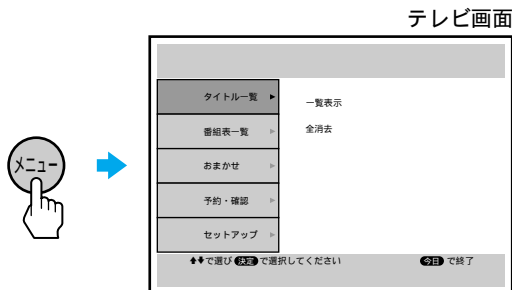 テレビ画面
メニュー
タイトル一覧
番組表一覧
おまかせ
予約・確認
セットアップ
一覧表示
全消去
で選び 決定 で選択してください
今日 で終了